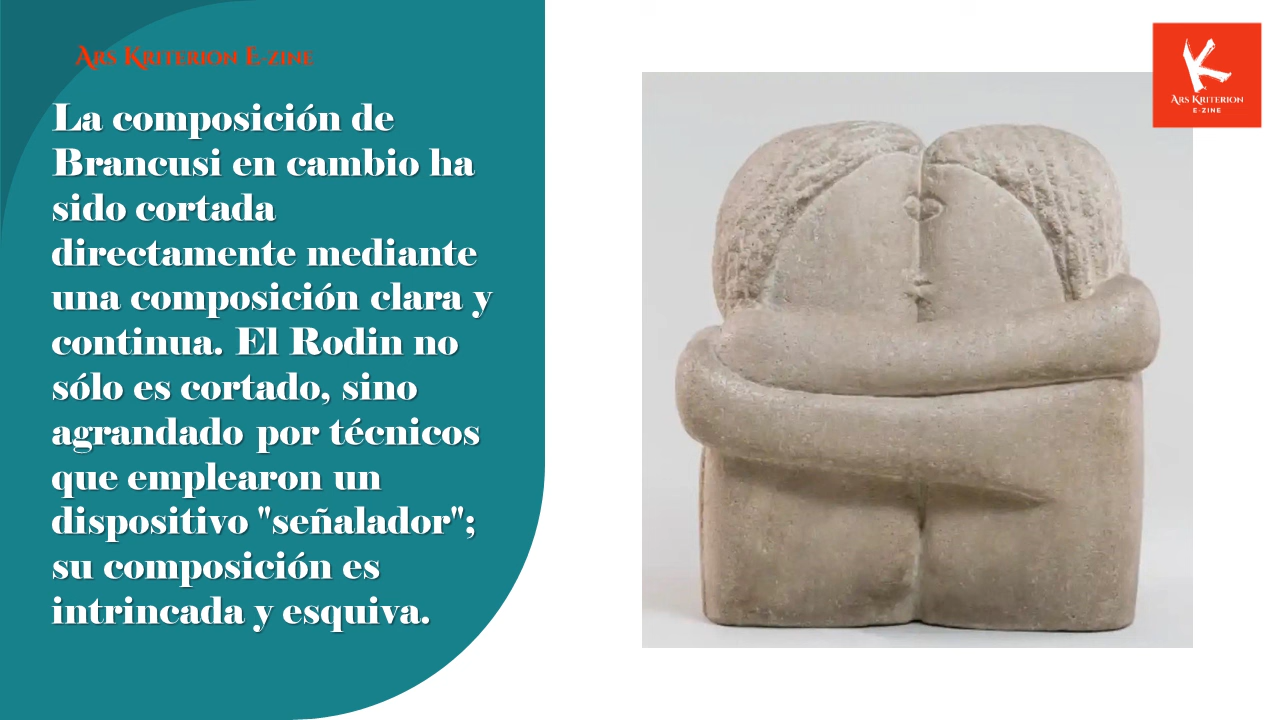 Ars Kriterion E-zine
La composición de
Brancusi en cambio ha
sido cortada
directamente mediante
una composición clara y
continua. El Rodin no
sólo es cortado, sino
agrandado por técnicos
que emplearon un
dispositivo "señalador";
su composición es
intrincada y esquiva.
K
Ars Kriterion
E-ZINE